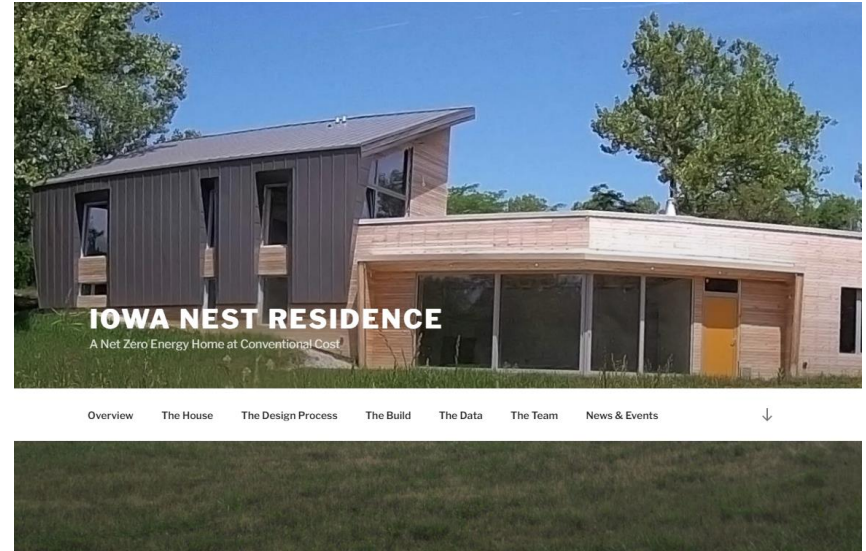 IOWA NEST RESIDENCE
A Net Zero Energy Home at Conventional Cost
Overview The House The Design Process The Build The Data The Team News & Events